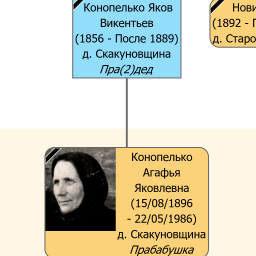 Конопелько Яков
Викентьев
(1856 - После 1889)
д. Скакуновщина
Пра(2)дед
Нови
(1892 - П
д. Старо
Конопелько
Агафья
Яковлевна
(15/08/1896
- 22/05/1986)
д. Скакуновщина
Прабабушка